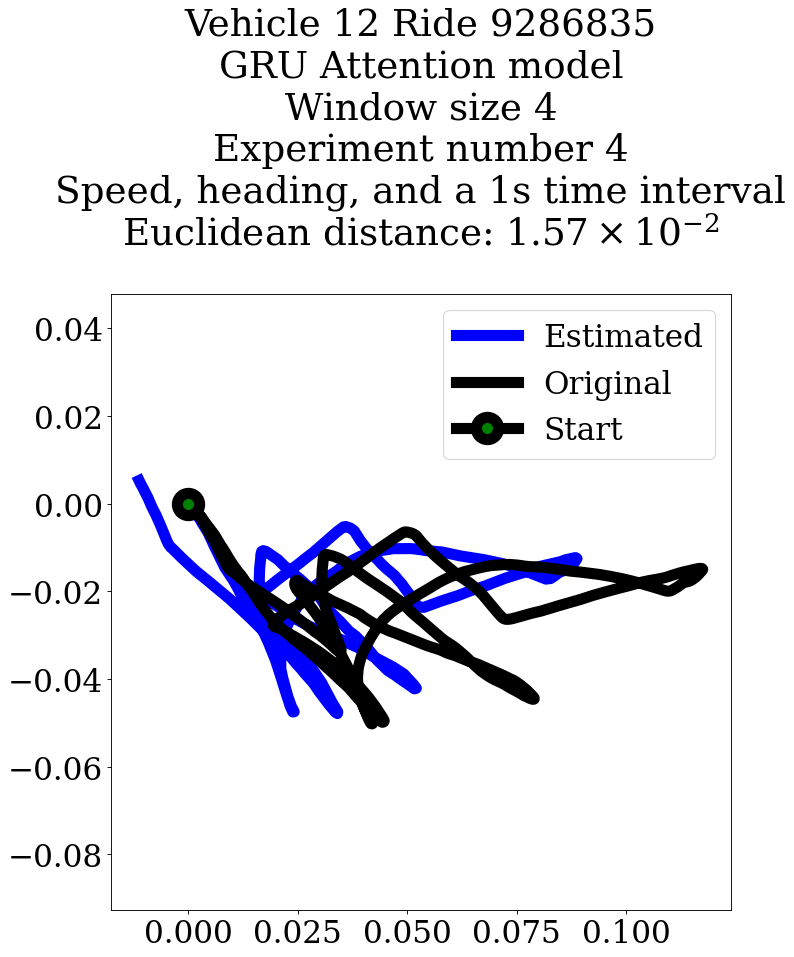 Vehicle 12 Ride 9286835
GRU Attention model
Window size 4
Experiment number 4
Speed, heading, and a 1s time interval
Euclidean distance: 1.57 × 10⁻²
Estimated
Original
Start
0.04
0.02
0.00
−0.02
−0.04
−0.06
−0.08
0.000 0.025 0.050 0.075 0.100